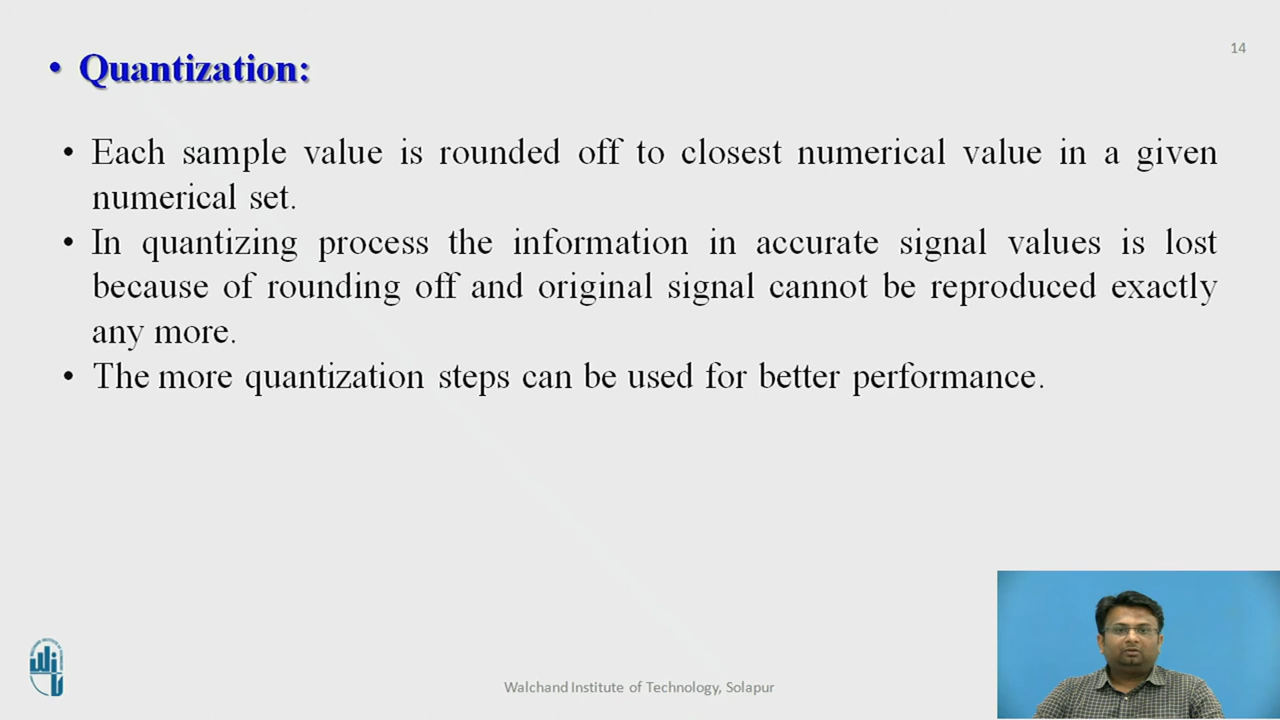 14
• Quantization:
• Each sample value is rounded off to closest numerical value in a given
numerical set.
• In quantizing process the information in accurate signal values is lost
because of rounding off and original signal cannot be reproduced exactly
any more.
• The more quantization steps can be used for better performance.
Walchand Institute of Technology, Solapur